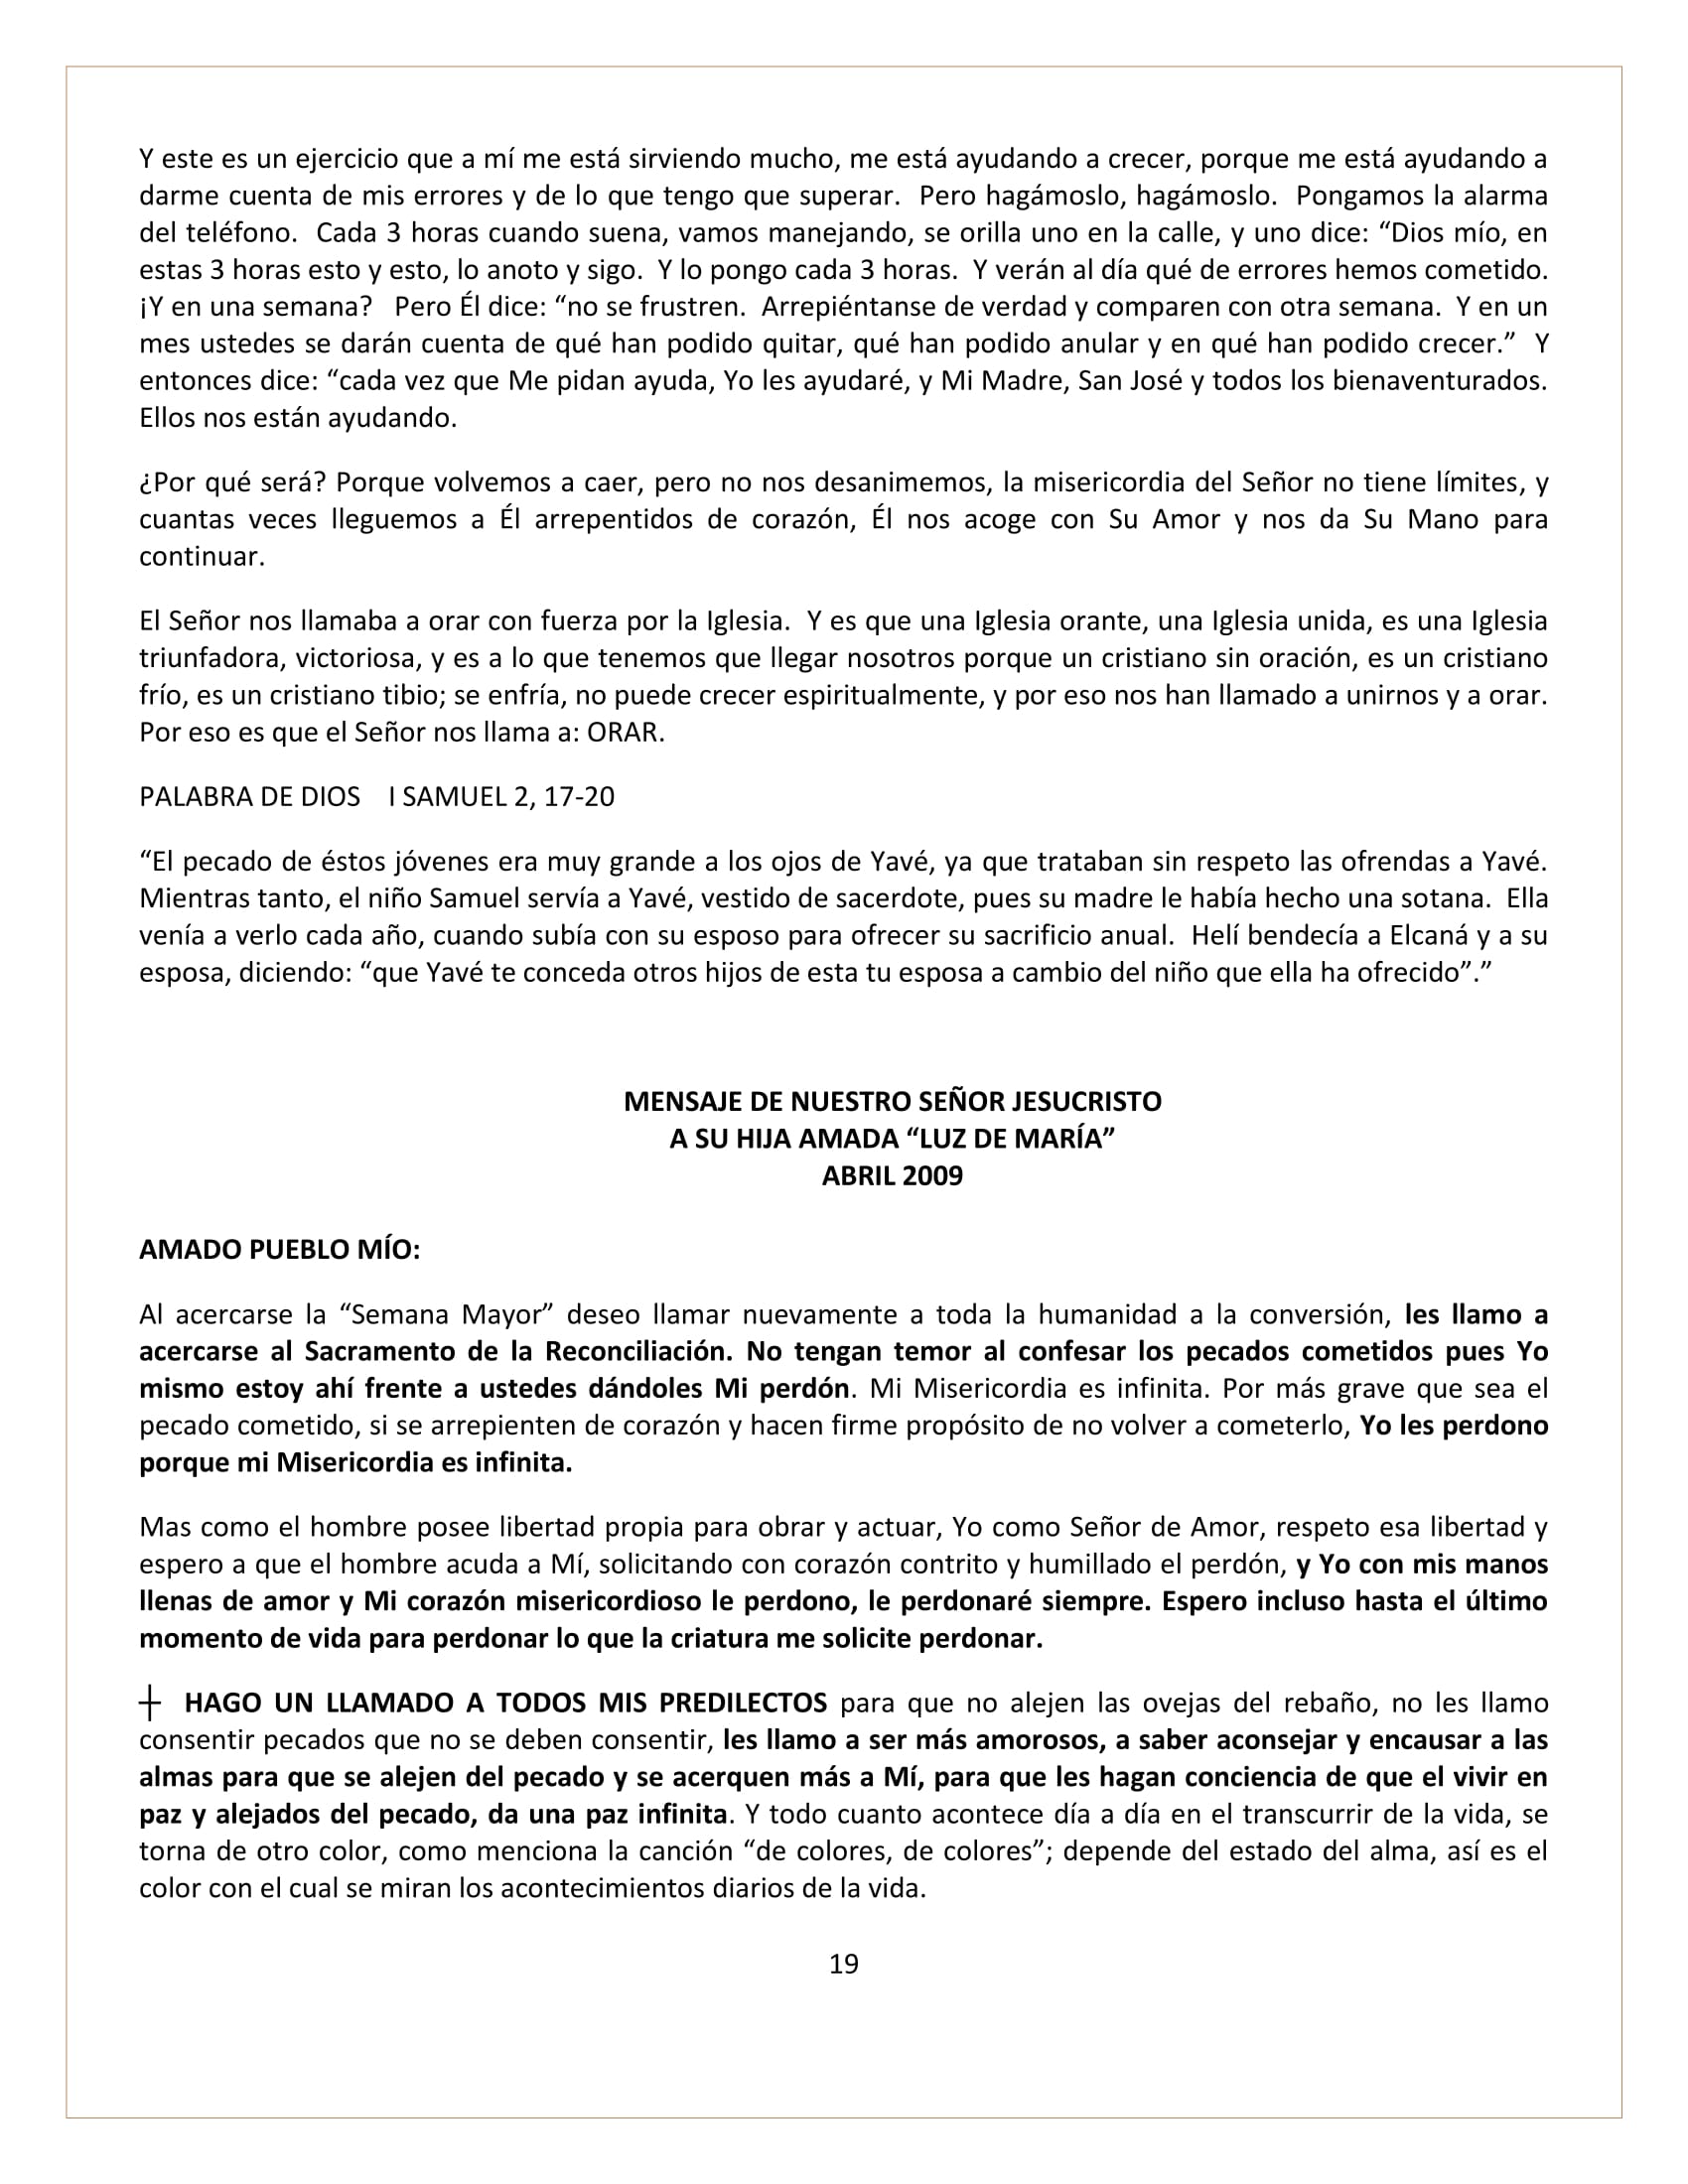 Y este es un ejercicio que a mí me está sirviendo mucho, me está ayudando a crecer, porque me está ayudando a
darme cuenta de mis errores y de lo que tengo que superar.  Pero hagámoslo, hagámoslo.  Pongamos la alarma
del teléfono.  Cada 3 horas cuando suena, vamos manejando, se orilla uno en la calle, y uno dice: “Dios mío, en
estas 3 horas esto y esto, lo anoto y sigo.  Y lo pongo cada 3 horas.  Y verán al día qué de errores hemos cometido.
¡Y en una semana?   Pero Él dice: “no se frustren.  Arrepiéntanse de verdad y comparen con otra semana.  Y en un
mes ustedes se darán cuenta de qué han podido quitar, qué han podido anular y en qué han podido crecer.”  Y
entonces dice: “cada vez que Me pidan ayuda, Yo les ayudaré, y Mi Madre, San José y todos los bienaventurados.
Ellos nos están ayudando.
¿Por qué será? Porque volvemos a caer, pero no nos desanimemos, la misericordia del Señor no tiene límites, y
cuantas veces lleguemos a Él arrepentidos de corazón, Él nos acoge con Su Amor y nos da Su Mano para
continuar.
El Señor nos llamaba a orar con fuerza por la Iglesia.  Y es que una Iglesia orante, una Iglesia unida, es una Iglesia
triunfadora, victoriosa, y es a lo que tenemos que llegar nosotros porque un cristiano sin oración, es un cristiano
frío, es un cristiano tibio; se enfría, no puede crecer espiritualmente, y por eso nos han llamado a unirnos y a orar.
Por eso es que el Señor nos llama a: ORAR.
PALABRA DE DIOS    I SAMUEL 2, 17-20
“El pecado de éstos jóvenes era muy grande a los ojos de Yavé, ya que trataban sin respeto las ofrendas a Yavé.
Mientras tanto, el niño Samuel servía a Yavé, vestido de sacerdote, pues su madre le había hecho una sotana.  Ella
venía a verlo cada año, cuando subía con su esposo para ofrecer su sacrificio anual.  Helí bendecía a Elcaná y a su
esposa, diciendo: “que Yavé te conceda otros hijos de esta tu esposa a cambio del niño que ella ha ofrecido”.”
MENSAJE DE NUESTRO SEÑOR JESUCRISTO
A SU HIJA AMADA “LUZ DE MARÍA”
ABRIL 2009
AMADO PUEBLO MÍO:
Al acercarse la “Semana Mayor” deseo llamar nuevamente a toda la humanidad a la conversión, les llamo a
acercarse al Sacramento de la Reconciliación. No tengan temor al confesar los pecados cometidos pues Yo
mismo estoy ahí frente a ustedes dándoles Mi perdón. Mi Misericordia es infinita. Por más grave que sea el
pecado cometido, si se arrepienten de corazón y hacen firme propósito de no volver a cometerlo, Yo les perdono
porque mi Misericordia es infinita.
Mas como el hombre posee libertad propia para obrar y actuar, Yo como Señor de Amor, respeto esa libertad y
espero a que el hombre acuda a Mí, solicitando con corazón contrito y humillado el perdón, y Yo con mis manos
llenas de amor y Mi corazón misericordioso le perdono, le perdonaré siempre. Espero incluso hasta el último
momento de vida para perdonar lo que la criatura me solicite perdonar.
┼ HAGO UN LLAMADO A TODOS MIS PREDILECTOS para que no alejen las ovejas del rebaño, no les llamo
consentir pecados que no se deben consentir, les llamo a ser más amorosos, a saber aconsejar y encausar a las
almas para que se alejen del pecado y se acerquen más a Mí, para que les hagan conciencia de que el vivir en
paz y alejados del pecado, da una paz infinita. Y todo cuanto acontece día a día en el transcurrir de la vida, se
torna de otro color, como menciona la canción “de colores, de colores”; depende del estado del alma, así es el
color con el cual se miran los acontecimientos diarios de la vida.
19